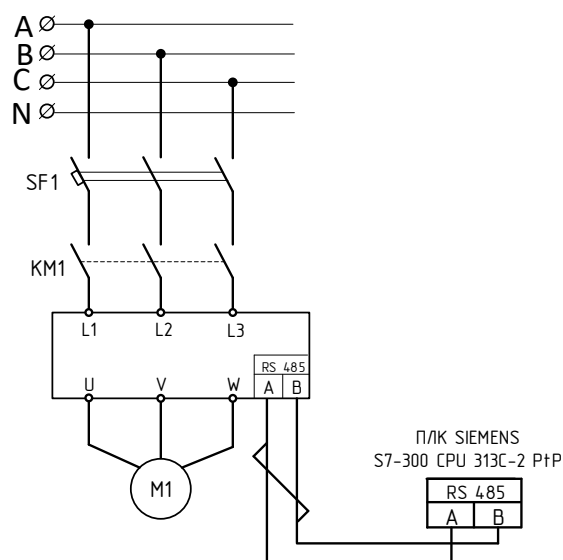 A
B
C
N
SF1
KM1
L1 L2 L3
RS 485
U V W A B
M1
ПЛК SIEMENS
S7-300 CPU 313C-2 PtP
RS 485
A B